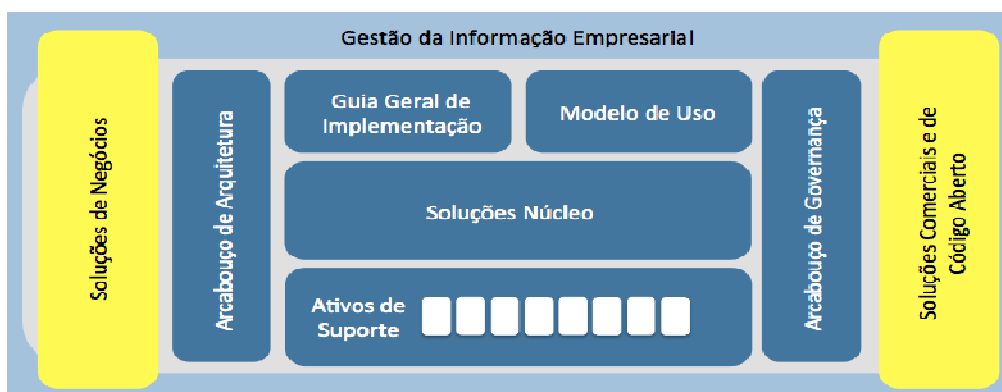 Gestão da Informação Empresarial
Soluções de Negócios
Arcabouço de Arquitetura
Guia Geral de
Implementação
Modelo de Uso
Soluções Núcleo
Ativos de
Suporte
Arcabouço de Governança
Soluções Comerciais e de
Código Aberto